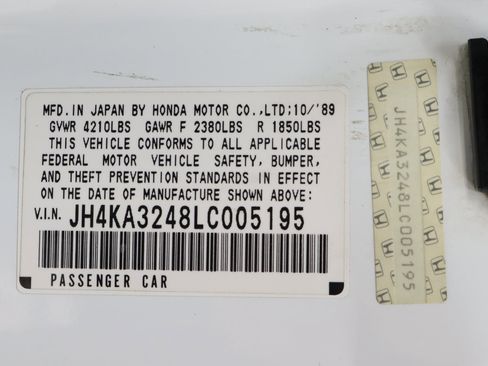 MFD.IN JAPAN BY HONDA MOTOR CO.,LTD;10/'89
GVWR 4210LBS GAWR F 2380LBS R 1850LBS
THIS VEHICLE CONFORMS TO ALL APPLICABLE
FEDERAL MOTOR VEHICLE SAFETY, BUMPER,
AND THEFT PREVENTION STANDARDS IN EFFECT
ON THE DATE OF MANUFACTURE SHOWN ABOVE:
V.I.N. JH4KA3248LC005195
PASSENGER CAR
JH4KA3248LC005195